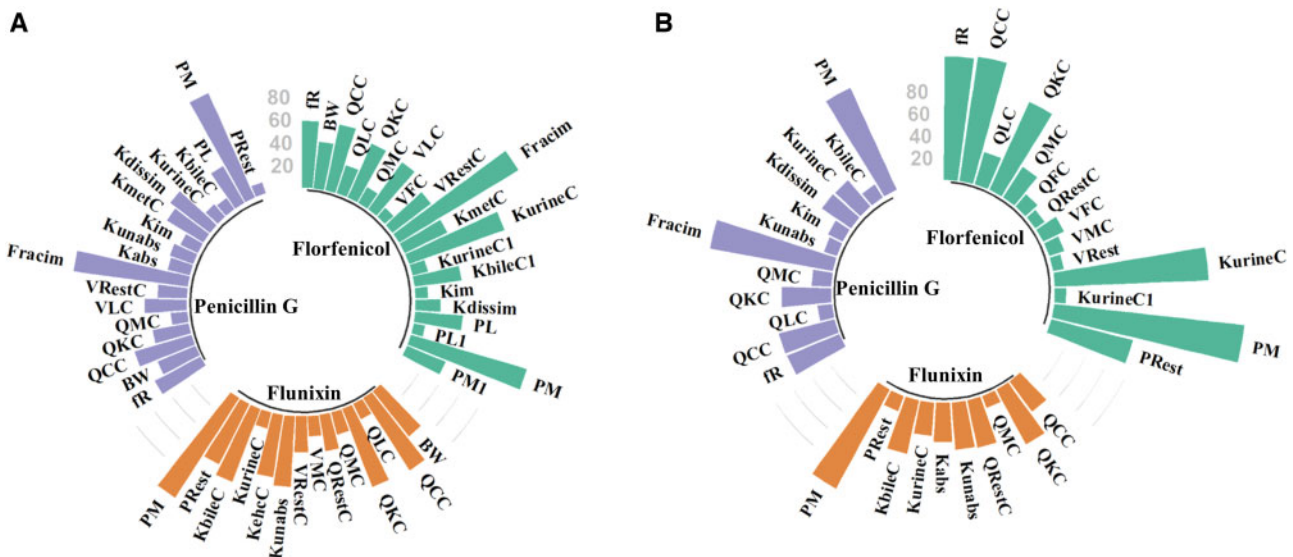 A
80
60
40
20
fR
BW
QCC
QLC
QKC
QMC
VLC
VFC
VRestC
Fracim
KmetC
KurineC
KurineC1
KbileC1
Kim
Kdissim
PL
PL1
PM
PM1
Florfenicol
BW
QCC
QLC
QKC
QMC
QRestC
VMC
VRestC
Kunabs
KehcC
KurineC
KbileC
PRest
PM
Flunixin
fR
BW
QCC
QKC
QMC
VLC
VRestC
Fracim
Kabs
Kunabs
Kim
KmetC
Kdissim
KurineC
KbileC
PL
PM
PRest
Penicillin G
B
80
60
40
20
fR
QCC
QLC
QKC
QMC
QFC
QRestC
VFC
VMC
VRest
KurineC
KurineC1
PM
PRest
Florfenicol
QCC
QKC
QMC
QRestC
Kunabs
Kabs
KurineC
KbileC
PRest
PM
Flunixin
fR
QCC
QLC
QKC
QMC
Fracim
Kunabs
Kim
Kdissim
KurineC
KbileC
PM
Penicillin G